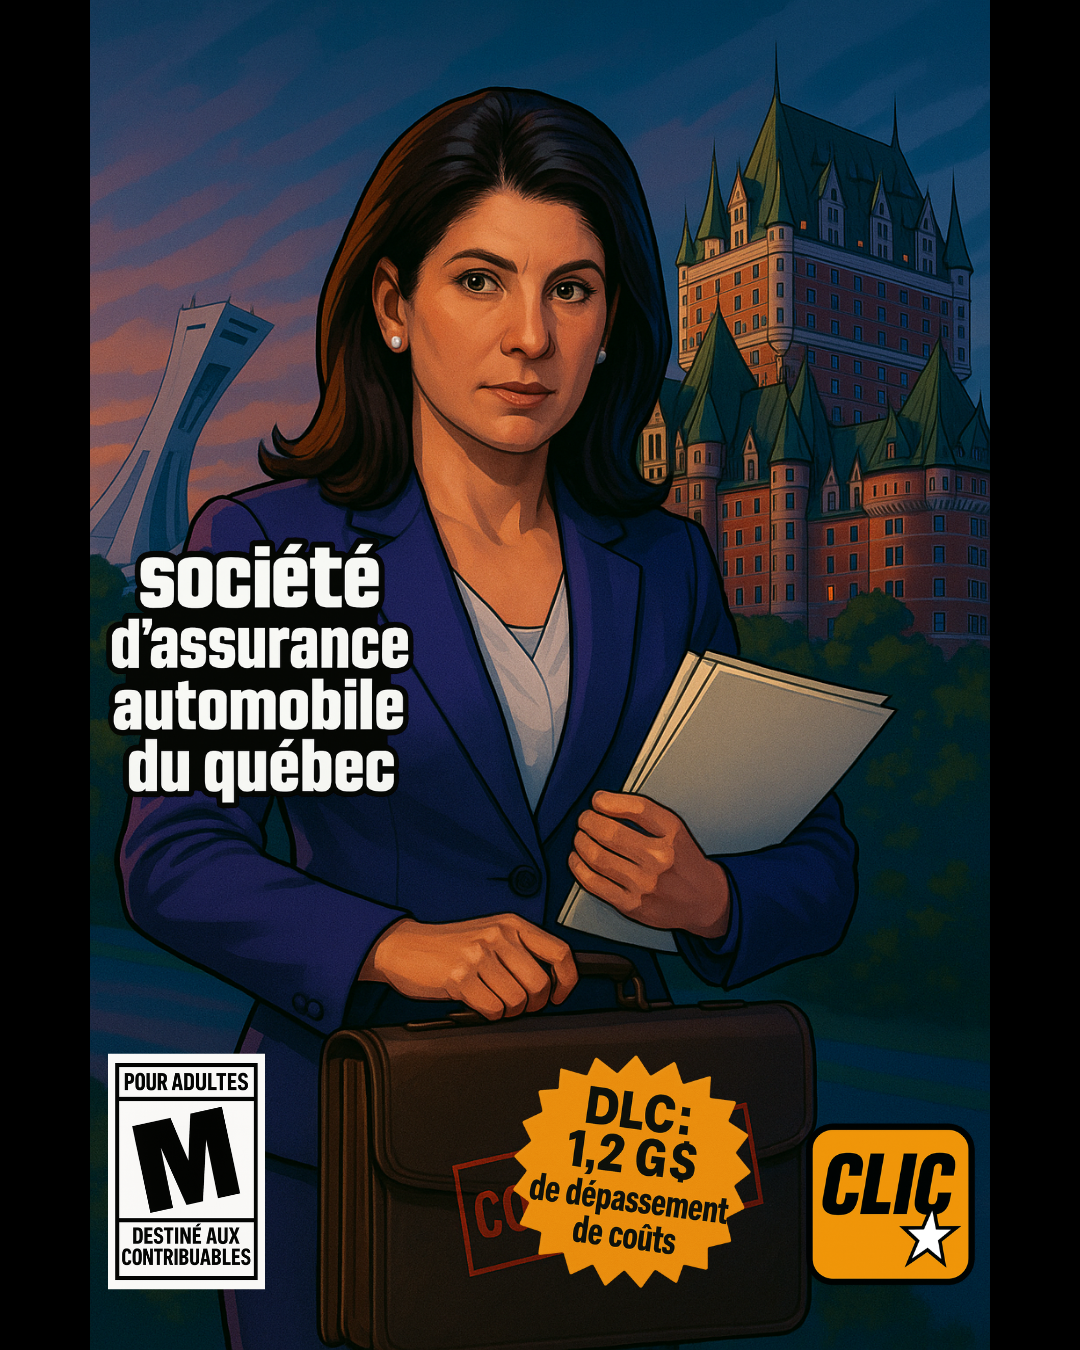 société
d'assurance
automobile
du québec
POUR ADULTES
M
DESTINÉ AUX
CONTRIBUABLES
DLC:
1,2 G$
de dépassement
de coûts
CLIC